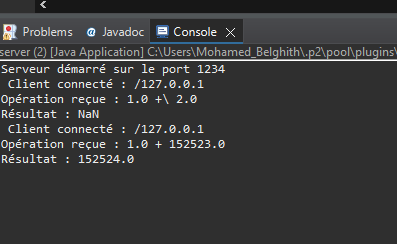 Problems @ Javadoc Console
server (2) [Java Application] C:\Users\Mohamed_Belghith\.p2\pool\plugins\
Serveur démarré sur le port 1234
Client connecté : /127.0.0.1
Opération reçue : 1.0 +\ 2.0
Résultat : NaN
Client connecté : /127.0.0.1
Opération reçue : 1.0 + 152523.0
Résultat : 152524.0